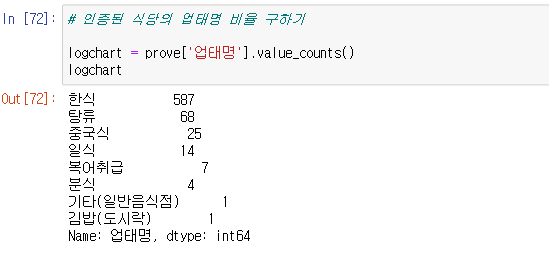 In [72]: # 인증된 식당의 업태명 비율 구하기
logchart = prove['업태명'].value_counts()
logchart
Out[72]: 한식 587
탕류 68
중국식 25
일식 14
복어취급 7
분식 4
기타(일반음식점) 1
김밥(도시락) 1
Name: 업태명, dtype: int64